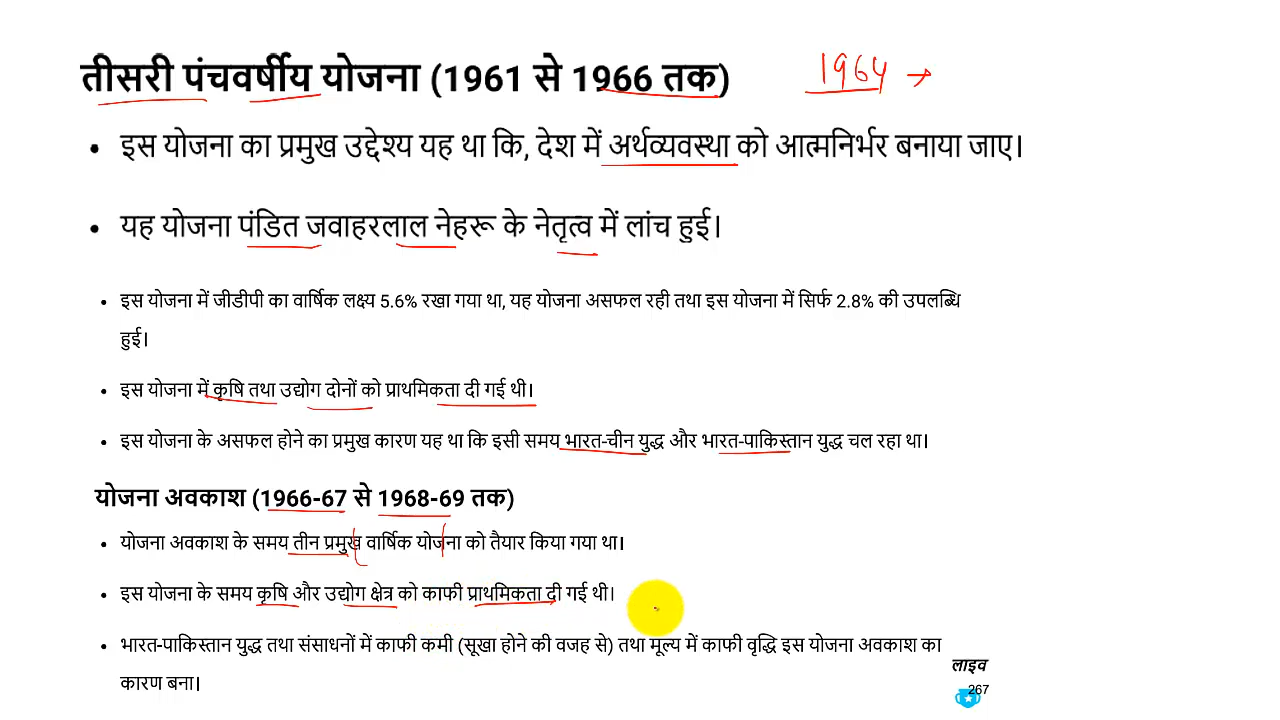 तीसरी पंचवर्षीय योजना (1961 से 1966 तक) 1964 →
• इस योजना का प्रमुख उद्देश्य यह था कि, देश में अर्थव्यवस्था को आत्मनिर्भर बनाया जाए।
• यह योजना पंडित जवाहरलाल नेहरू के नेतृत्व में लांच हुई।
• इस योजना में जीडीपी का वार्षिक लक्ष्य 5.6% रखा गया था, यह योजना असफल रही तथा इस योजना में सिर्फ 2.8% की उपलब्धि
हुई।
• इस योजना में कृषि तथा उद्योग दोनों को प्राथमिकता दी गई थी।
• इस योजना के असफल होने का प्रमुख कारण यह था कि इसी समय भारत-चीन युद्ध और भारत-पाकिस्तान युद्ध चल रहा था।
योजना अवकाश (1966-67 से 1968-69 तक)
• योजना अवकाश के समय तीन प्रमुख वार्षिक योजना को तैयार किया गया था।
• इस योजना के समय कृषि और उद्योग क्षेत्र को काफी प्राथमिकता दी गई थी।
• भारत-पाकिस्तान युद्ध तथा संसाधनों में काफी कमी (सूखा होने की वजह से) तथा मूल्य में काफी वृद्धि इस योजना अवकाश का
कारण बना।
लाइव
267